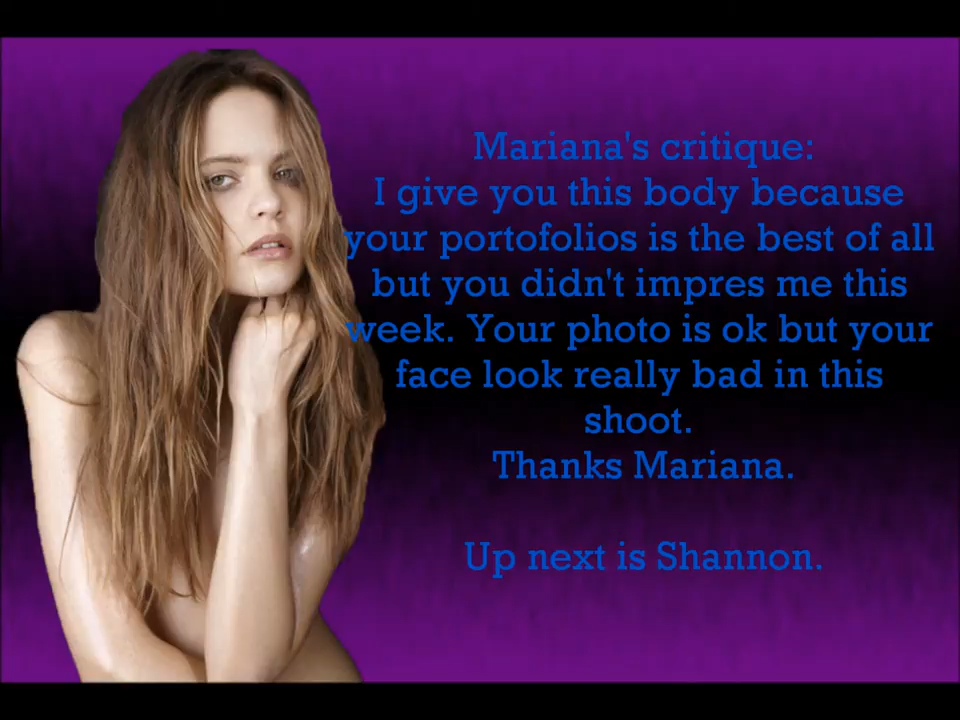 Mariana's critique:
I give you this body because
your portofolios is the best of all
but you didn't impres me this
week. Your photo is ok but your
face look really bad in this
shoot.
Thanks Mariana.
Up next is Shannon.